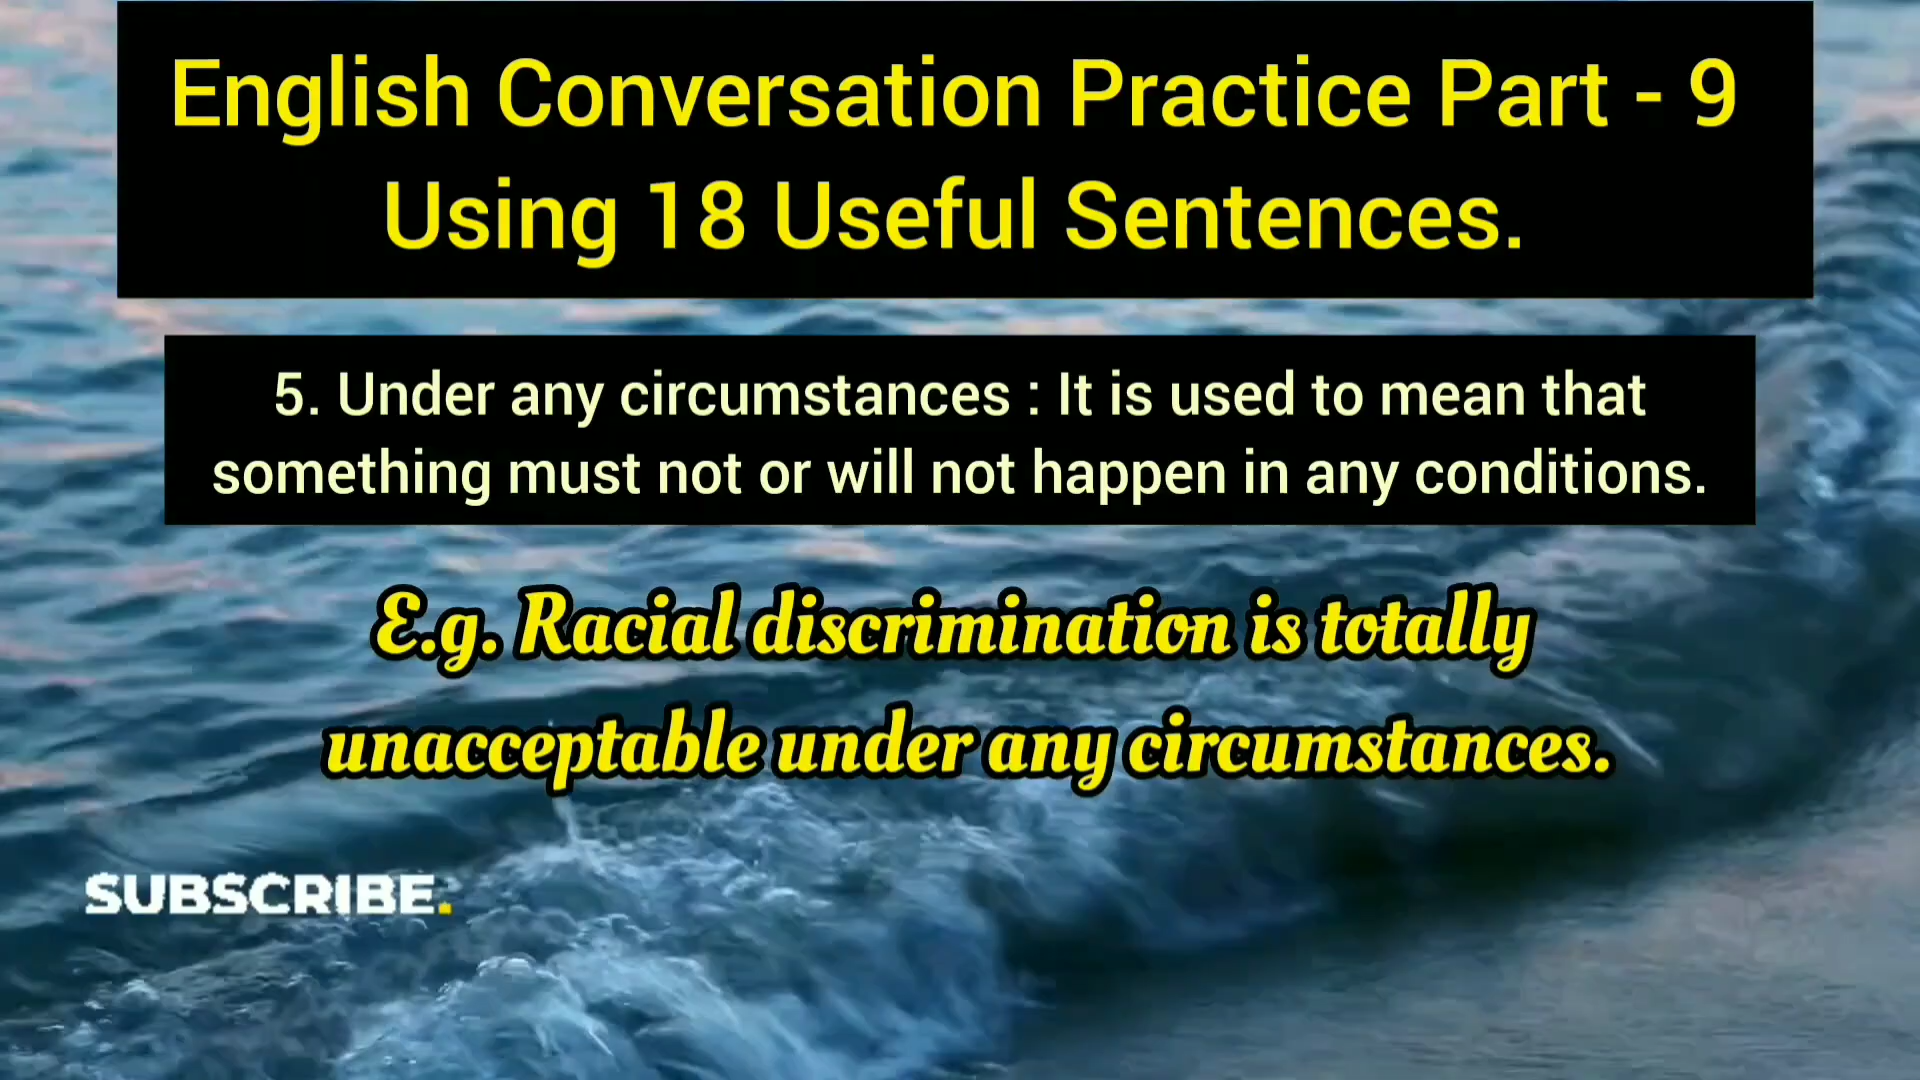 English Conversation Practice Part - 9
Using 18 Useful Sentences.
5. Under any circumstances : It is used to mean that
something must not or will not happen in any conditions.
E.g. Racial discrimination is totally
unacceptable under any circumstances.
SUBSCRIBE.